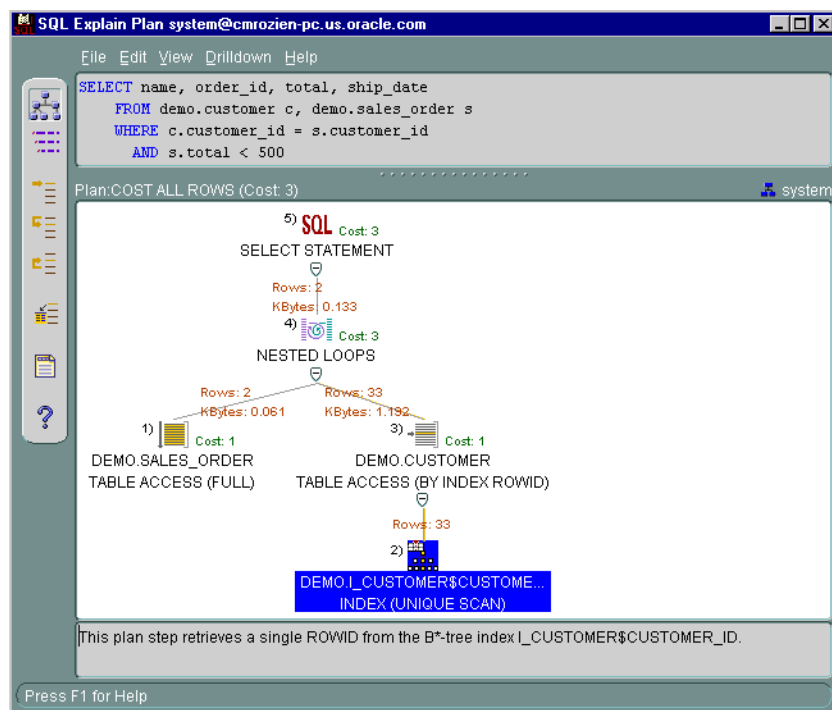 SQL Explain Plan system@cmrozien-pc.us.oracle.com
File Edit View Drilldown Help
SELECT name, order_id, total, ship_date
FROM demo.customer c, demo.sales_order s
WHERE c.customer_id = s.customer_id
AND s.total < 500
Plan:COST ALL ROWS (Cost: 3)
system
5) SQL Cost: 3
SELECT STATEMENT
Rows: 2
KBytes: 0.133
4) Cost: 3
NESTED LOOPS
Rows: 2 Rows: 33
KBytes: 0.061 KBytes: 1.192
1) Cost: 1 3) Cost: 1
DEMO.SALES_ORDER DEMO.CUSTOMER
TABLE ACCESS (FULL) TABLE ACCESS (BY INDEX ROWID)
Rows: 33
2)
DEMO.I_CUSTOMER$CUSTOME...
INDEX (UNIQUE SCAN)
This plan step retrieves a single ROWID from the B*-tree index I_CUSTOMER$CUSTOMER_ID.
Press F1 for Help